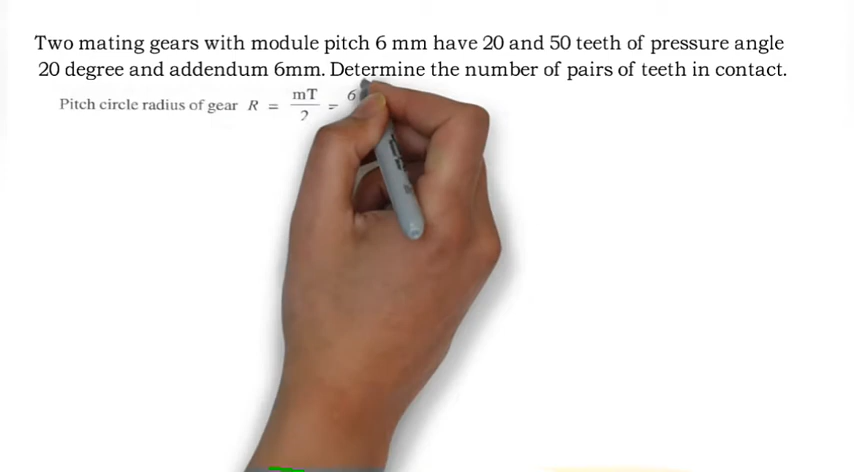 Two mating gears with module pitch 6 mm have 20 and 50 teeth of pressure angle
20 degree and addendum 6mm. Determine the number of pairs of teeth in contact.
Pitch circle radius of gear R = mT/2 = 6